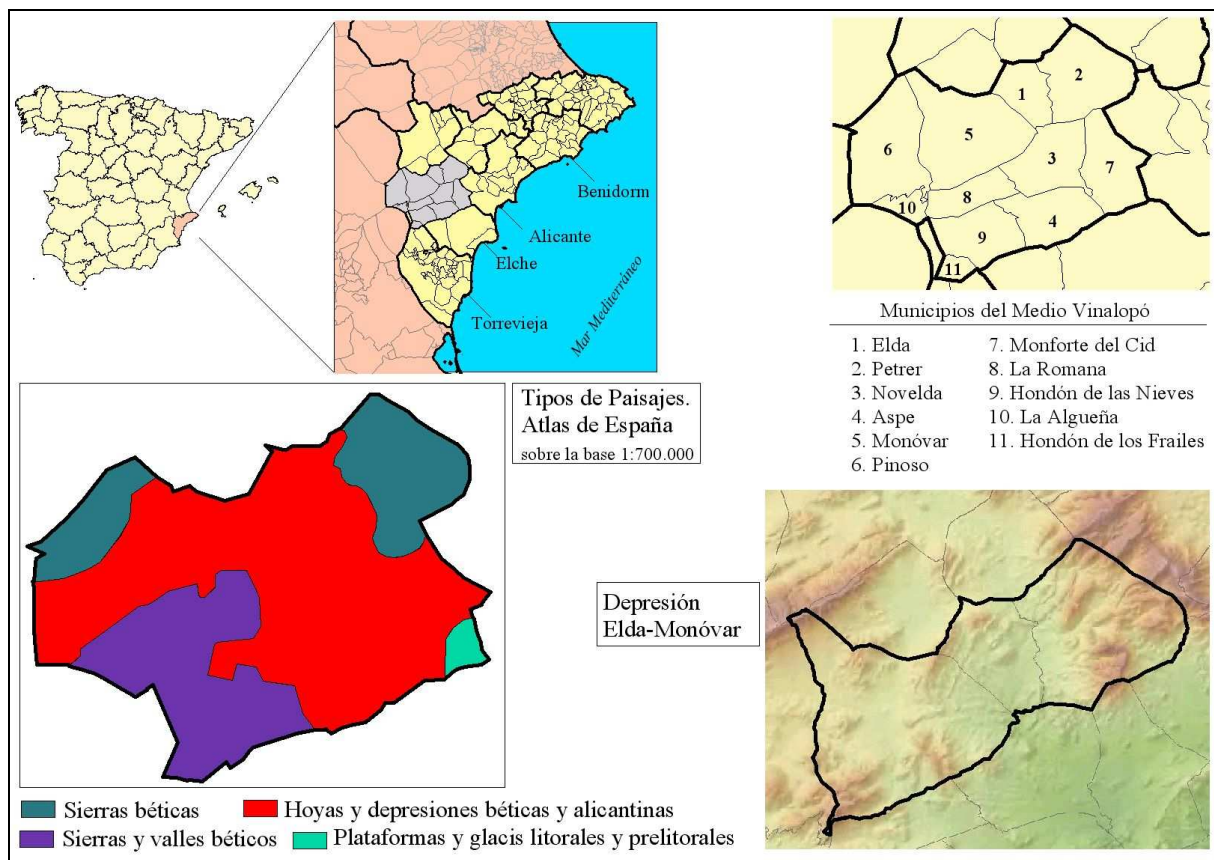 Benidorm
Alicante
Elche
Torrevieja
Mar Mediterráneo
1
2
3
4
5
6
7
8
9
10
11
Municipios del Medio Vinalopó
1. Elda
2. Petrer
3. Novelda
4. Aspe
5. Monóvar
6. Pinoso
7. Monforte del Cid
8. La Romana
9. Hondón de las Nieves
10. La Algueña
11. Hondón de los Frailes
Tipos de Paisajes.
Atlas de España
sobre la base 1:700.000
Depresión
Elda-Monóvar
Sierras béticas
Hoyas y depresiones béticas y alicantinas
Sierras y valles béticos
Plataformas y glacis litorales y prelitorales